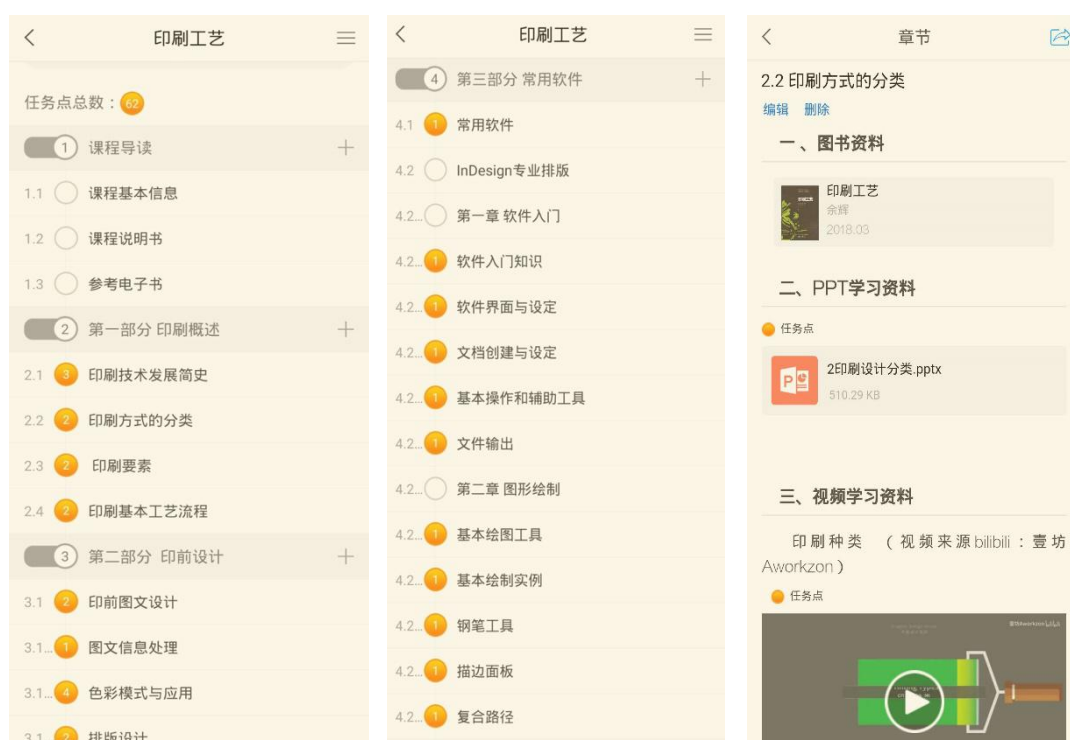 印刷工艺
任务点总数：62
1 课程导读
1.1 课程基本信息
1.2 课程说明书
1.3 参考电子书
2 第一部分 印刷概述
2.1 3 印刷技术发展简史
2.2 2 印刷方式的分类
2.3 2 印刷要素
2.4 2 印刷基本工艺流程
3 第二部分 印前设计
3.1 2 印前图文设计
3.1... 1 图文信息处理
3.1... 4 色彩模式与应用
3.1 2 排版设计
印刷工艺
4 第三部分 常用软件
4.1 1 常用软件
4.2 InDesign专业排版
4.2... 第一章 软件入门
4.2... 1 软件入门知识
4.2... 1 软件界面与设定
4.2... 1 文档创建与设定
4.2... 1 基本操作和辅助工具
4.2... 1 文件输出
4.2... 第二章 图形绘制
4.2... 1 基本绘图工具
4.2... 1 基本绘制实例
4.2... 1 钢笔工具
4.2... 1 描边面板
4.2... 1 复合路径
章节
2.2 印刷方式的分类
编辑 删除
一、图书资料
印刷工艺
余辉
2018.03
二、PPT学习资料
任务点
2印刷设计分类.pptx
510.29 KB
三、视频学习资料
印刷种类 （视频来源bilibili：壹坊
Aworkzon）
任务点